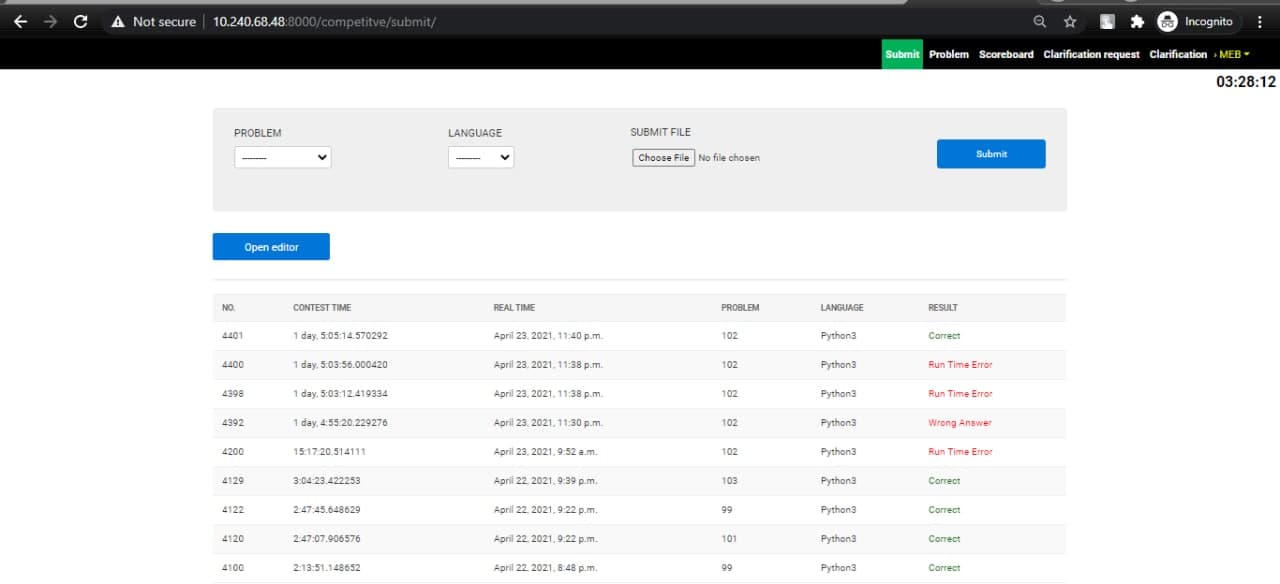 Not secure 10.240.68.48:8000/competitve/submit/ Incognito
Submit Problem Scoreboard Clarification request Clarification › MEB
03:28:12
PROBLEM LANGUAGE SUBMIT FILE
--------- --------- Choose File No file chosen Submit
Open editor
NO. CONTEST TIME REAL TIME PROBLEM LANGUAGE RESULT
4401 1 day, 5:05:14.570292 April 23, 2021, 11:40 p.m. 102 Python3 Correct
4400 1 day, 5:03:56.000420 April 23, 2021, 11:38 p.m. 102 Python3 Run Time Error
4398 1 day, 5:03:12.419334 April 23, 2021, 11:38 p.m. 102 Python3 Run Time Error
4392 1 day, 4:55:20.229276 April 23, 2021, 11:30 p.m. 102 Python3 Wrong Answer
4200 15:17:20.514111 April 23, 2021, 9:52 a.m. 102 Python3 Run Time Error
4129 3:04:23.422253 April 22, 2021, 9:39 p.m. 103 Python3 Correct
4122 2:47:45.648629 April 22, 2021, 9:22 p.m. 99 Python3 Correct
4120 2:47:07.906576 April 22, 2021, 9:22 p.m. 101 Python3 Correct
4100 2:13:51.148652 April 22, 2021, 8:48 p.m. 99 Python3 Correct